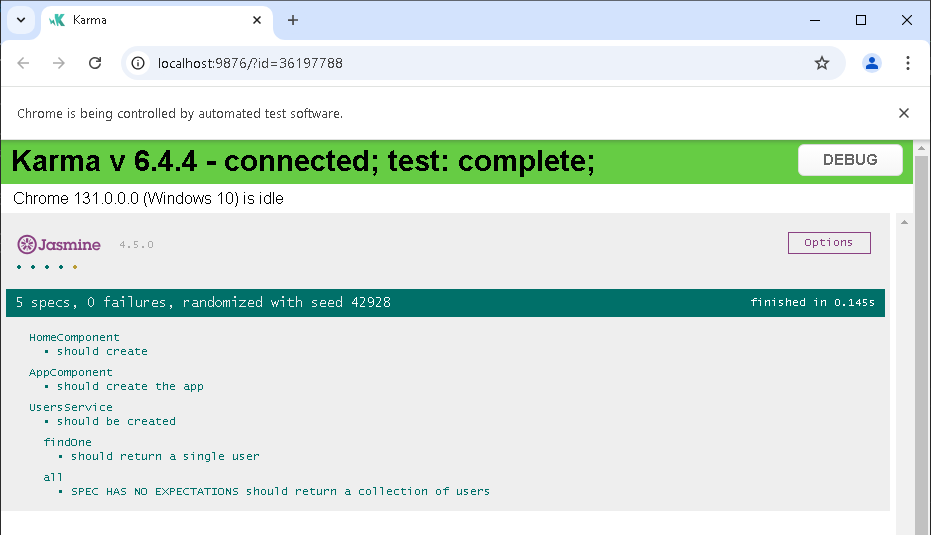 Karma
localhost:9876/?id=36197788
Chrome is being controlled by automated test software.
Karma v 6.4.4 - connected; test: complete;
DEBUG
Chrome 131.0.0.0 (Windows 10) is idle
Jasmine 4.5.0
Options
5 specs, 0 failures, randomized with seed 42928
finished in 0.145s
HomeComponent
• should create
AppComponent
• should create the app
UsersService
• should be created
findOne
• should return a single user
all
• SPEC HAS NO EXPECTATIONS should return a collection of users